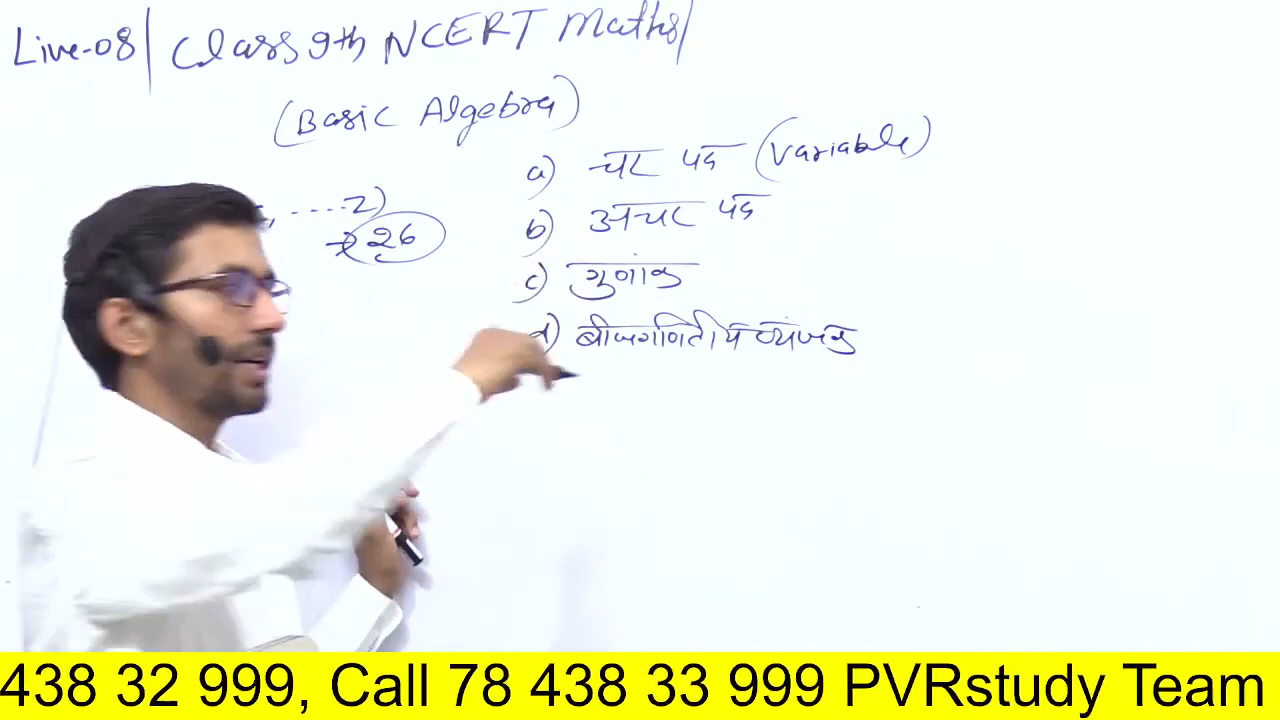 Live-08| Class 9th NCERT Maths|
(Basic Algebra)
a) चर पद (variable)
, ....z)
b) अचर पद
→ 26
c) गुणांक
d) बीजगणितीय व्यंजक
438 32 999, Call 78 438 33 999 PVRstudy Team